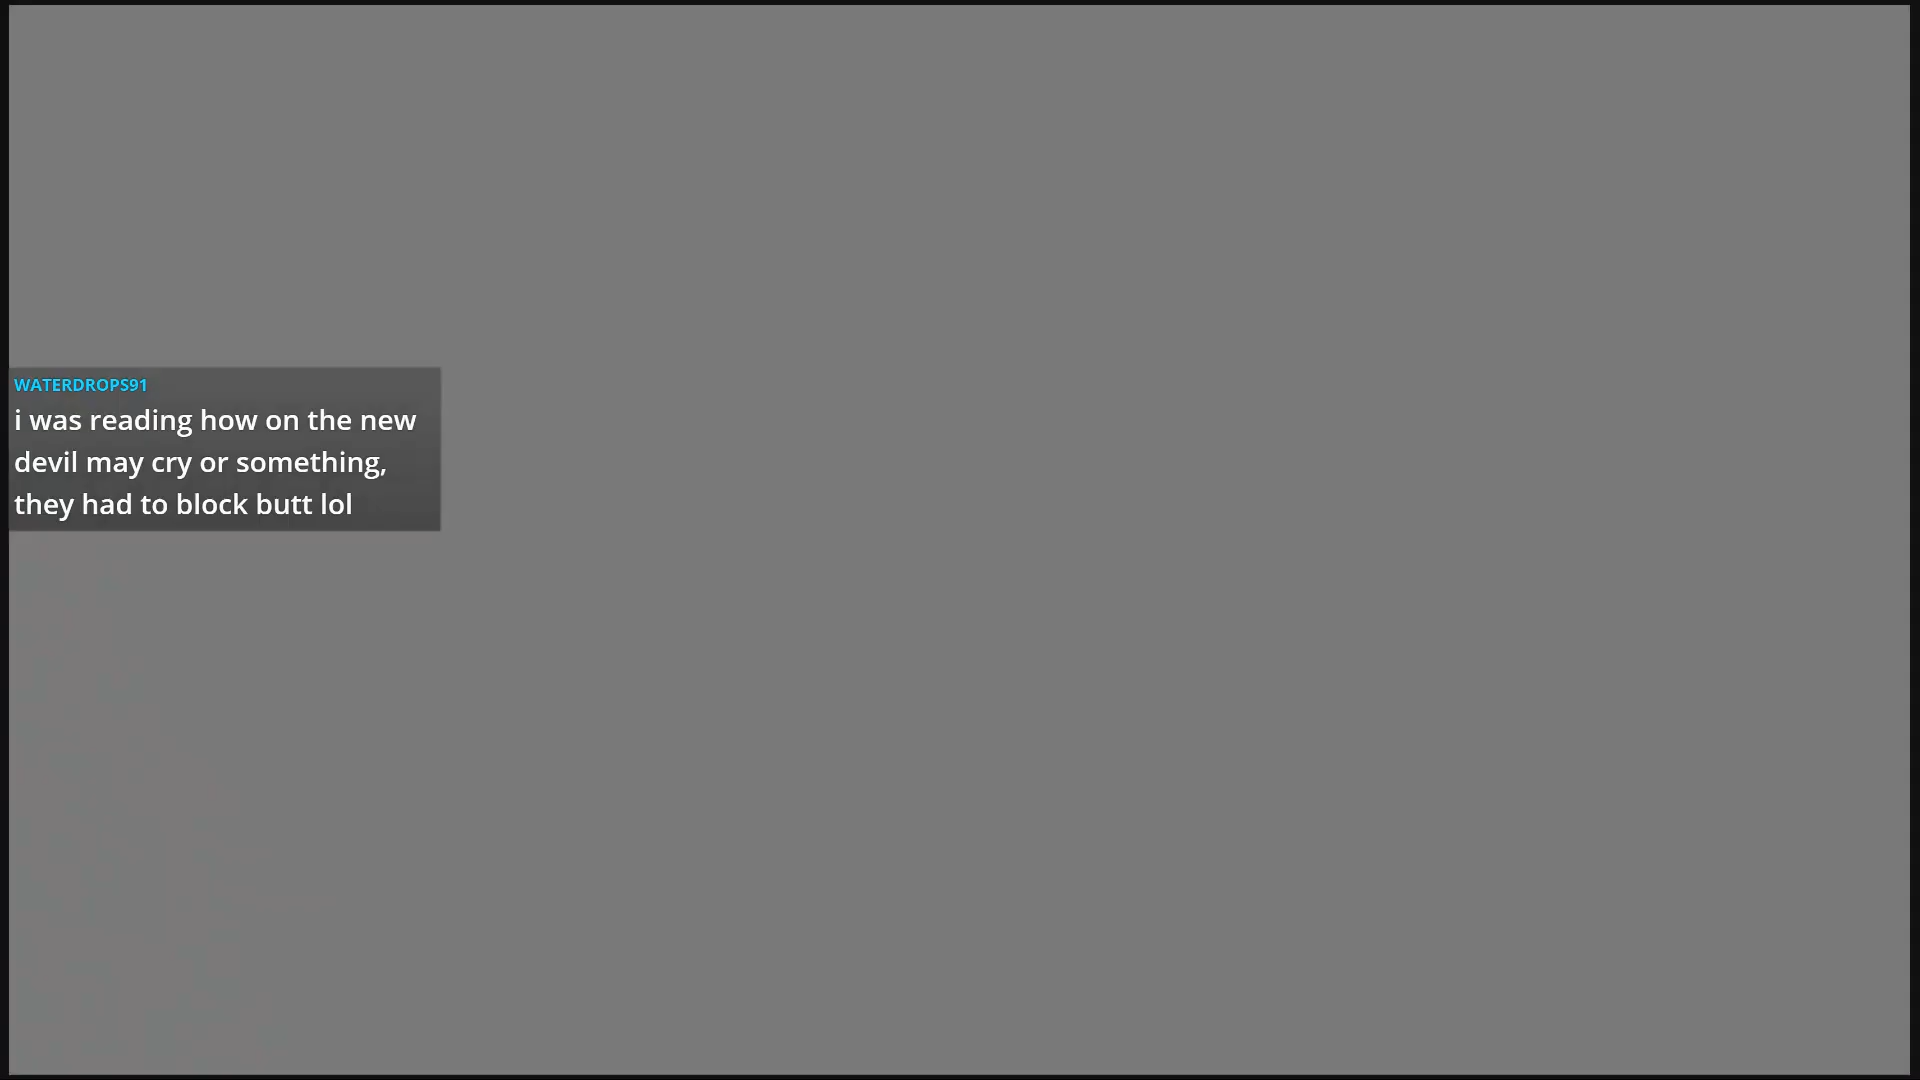 WATERDROPS91
i was reading how on the new
devil may cry or something,
they had to block butt lol